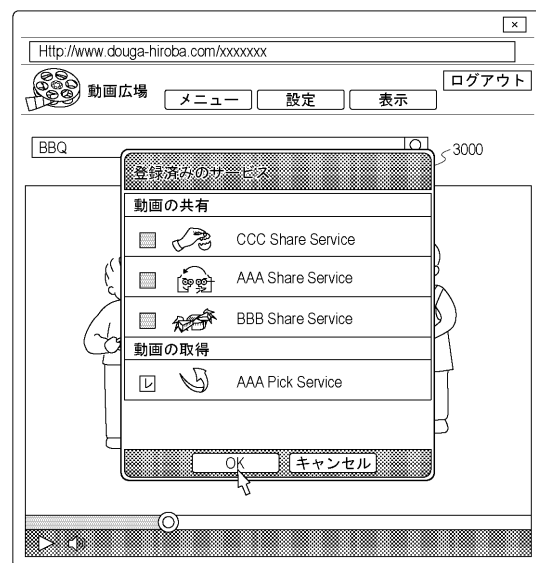 ×
Http://www.douga-hiroba.com/xxxxxxx
動画広場 メニュー 設定 表示 ログアウト
BBQ
3000
登録済みのサービス
動画の共有
CCC Share Service
AAA Share Service
BBB Share Service
動画の取得
レ AAA Pick Service
OK キャンセル